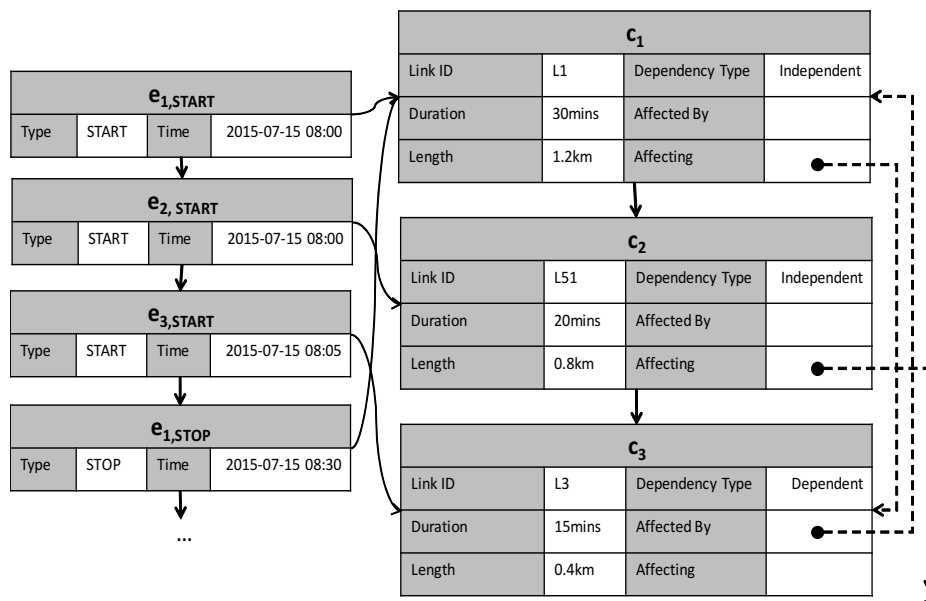 e1,START
Type START Time 2015-07-15 08:00
e2, START
Type START Time 2015-07-15 08:00
e3,START
Type START Time 2015-07-15 08:05
e1,STOP
Type STOP Time 2015-07-15 08:30
...
c1
Link ID L1 Dependency Type Independent
Duration 30mins Affected By
Length 1.2km Affecting
c2
Link ID L51 Dependency Type Independent
Duration 20mins Affected By
Length 0.8km Affecting
c3
Link ID L3 Dependency Type Dependent
Duration 15mins Affected By
Length 0.4km Affecting